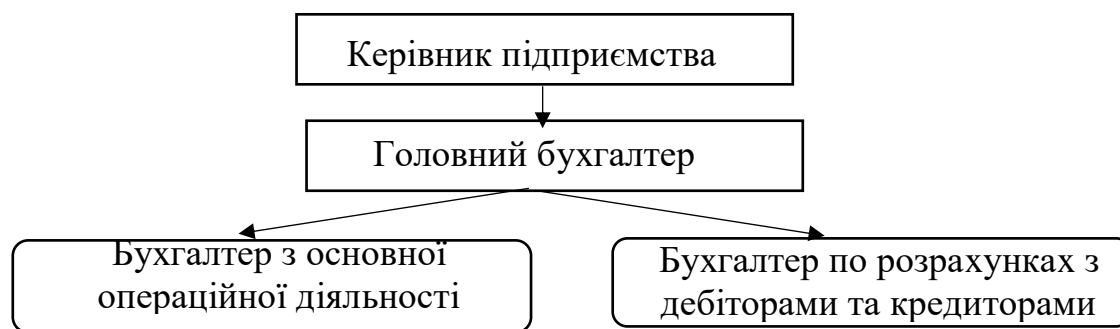 Керівник підприємства
Головний бухгалтер
Бухгалтер з основної
операційної діяльності
Бухгалтер по розрахунках з
дебіторами та кредиторами